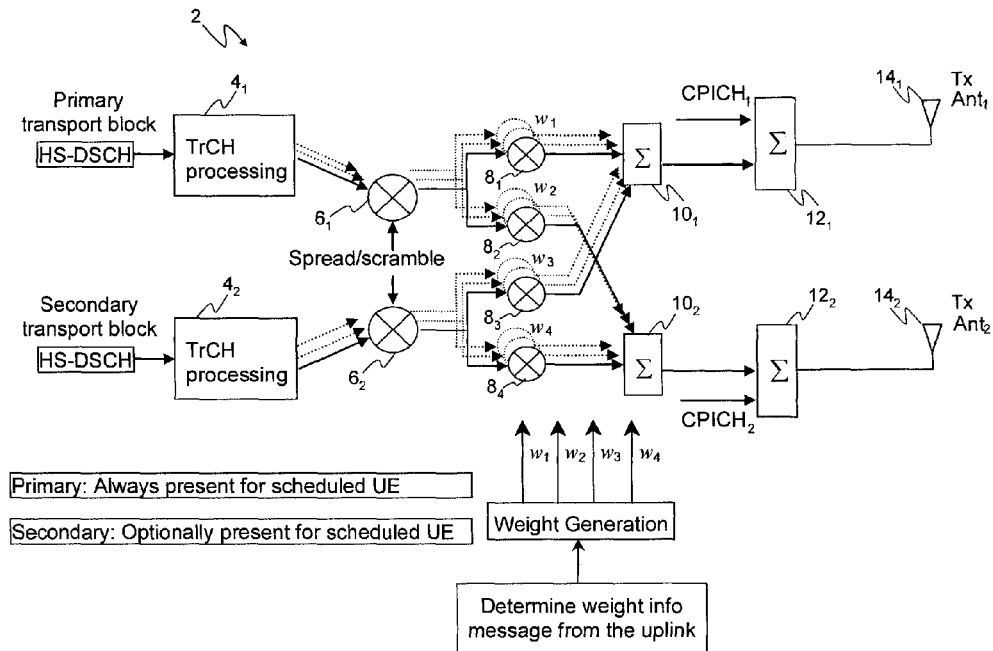 2
Primary
transport block
HS-DSCH
4₁
TrCH
processing
6₁
Spread/scramble
w₁
8₁
w₂
8₂
w₃
8₃
w₄
8₄
Σ
10₁
CPICH₁
Σ
12₁
14₁
Tx
Ant₁
Secondary
transport block
HS-DSCH
4₂
TrCH
processing
6₂
10₂
Σ
CPICH₂
12₂
Σ
14₂
Tx
Ant₂
w₁ w₂ w₃ w₄
Primary: Always present for scheduled UE
Secondary: Optionally present for scheduled UE
Weight Generation
Determine weight info
message from the uplink